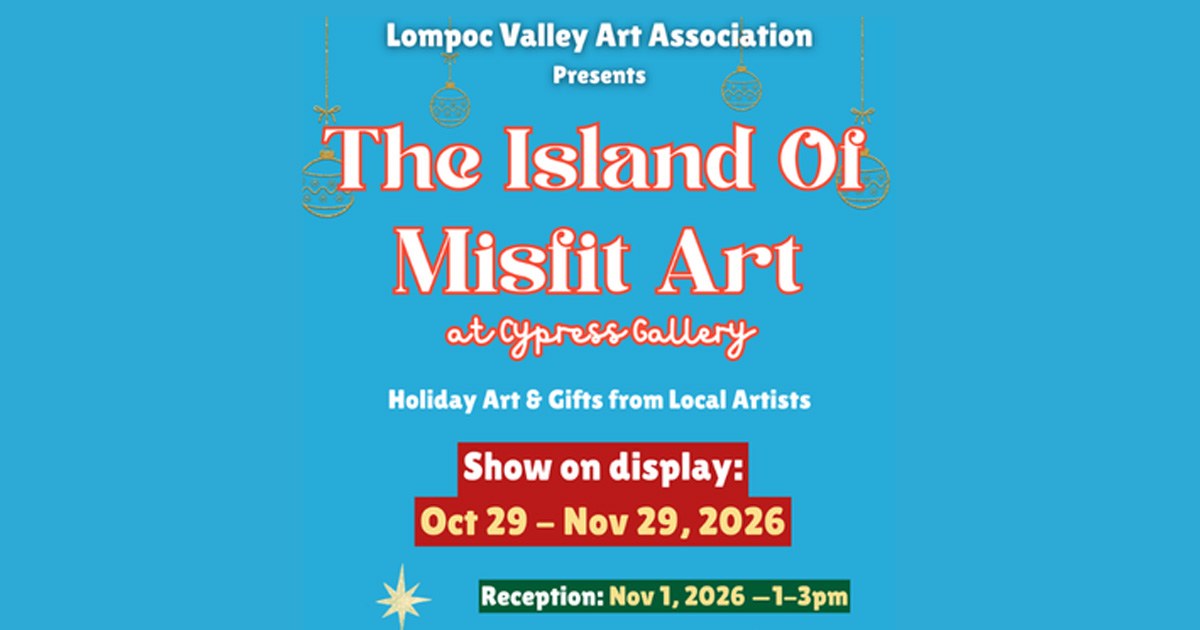 Lompoc Valley Art Association
Presents
The Island Of
Misfit Art
at Cypress Gallery
Holiday Art & Gifts from Local Artists
Show on display:
Oct 29 – Nov 29, 2026
Reception: Nov 1, 2026 –1–3pm